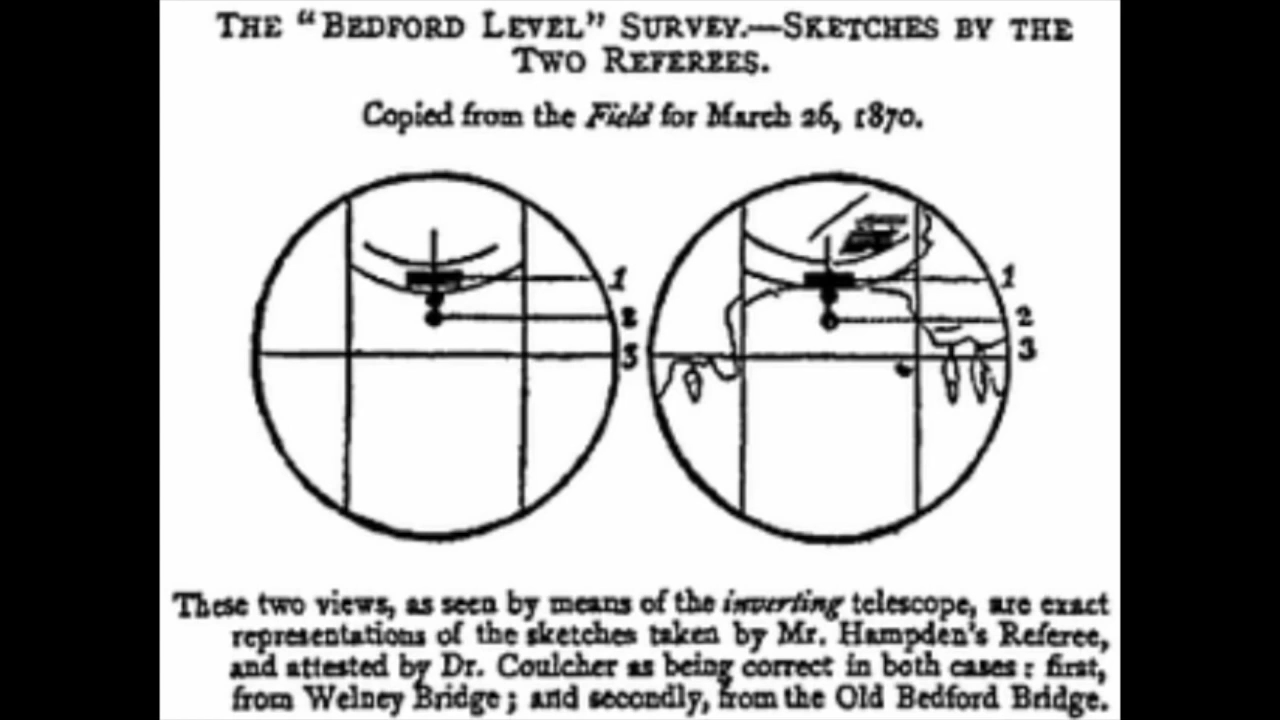 THE “BEDFORD LEVEL” SURVEY.—SKETCHES BY THE
TWO REFEREES.
Copied from the Field for March 26, 1870.
1
2
3
1
2
3
These two views, as seen by means of the inverting telescope, are exact
representations of the sketches taken by Mr. Hampden's Referee,
and attested by Dr. Coulcher as being correct in both cases: first,
from Welney Bridge; and secondly, from the Old Bedford Bridge.